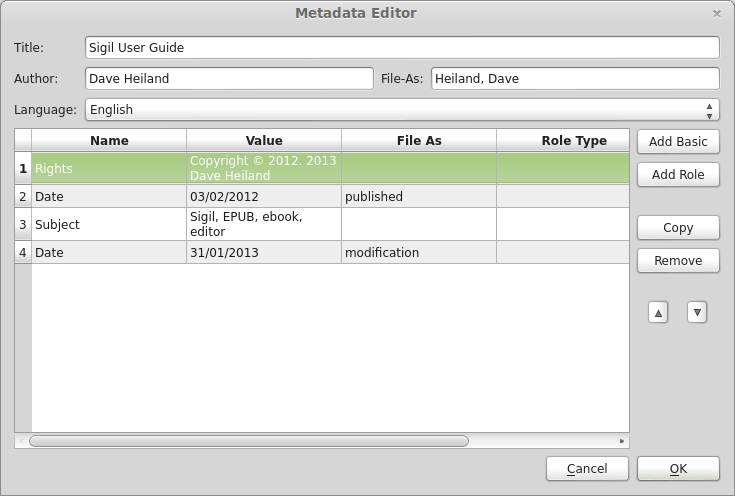 Metadata Editor
Title: Sigil User Guide
Author: Dave Heiland File-As: Heiland, Dave
Language: English
Name Value File As Role Type Add Basic
1 Rights Copyright © 2012. 2013
Dave Heiland
Add Role
2 Date 03/02/2012 published
3 Subject Sigil, EPUB, ebook,
editor
Copy
4 Date 31/01/2013 modification Remove
Cancel OK